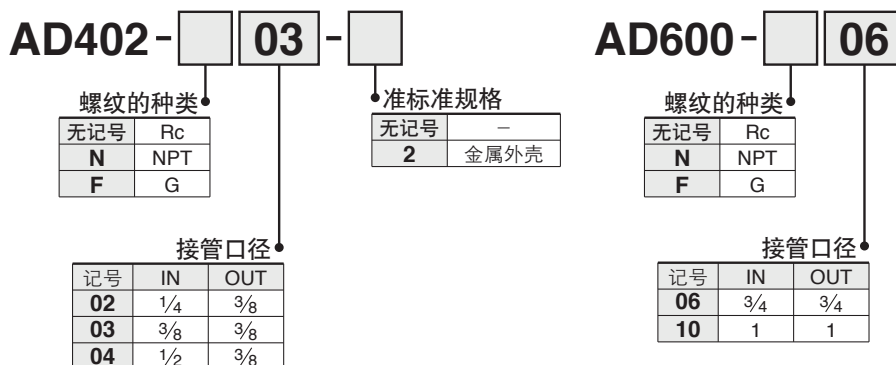 AD402-□ 03-□
螺纹的种类
无记号 Rc
N NPT
F G
准标准规格
无记号 –
2 金属外壳
接管口径
记号 IN OUT
02 1/4 3/8
03 3/8 3/8
04 1/2 3/8
AD600-□ 06
螺纹的种类
无记号 Rc
N NPT
F G
接管口径
记号 IN OUT
06 3/4 3/4
10 1 1